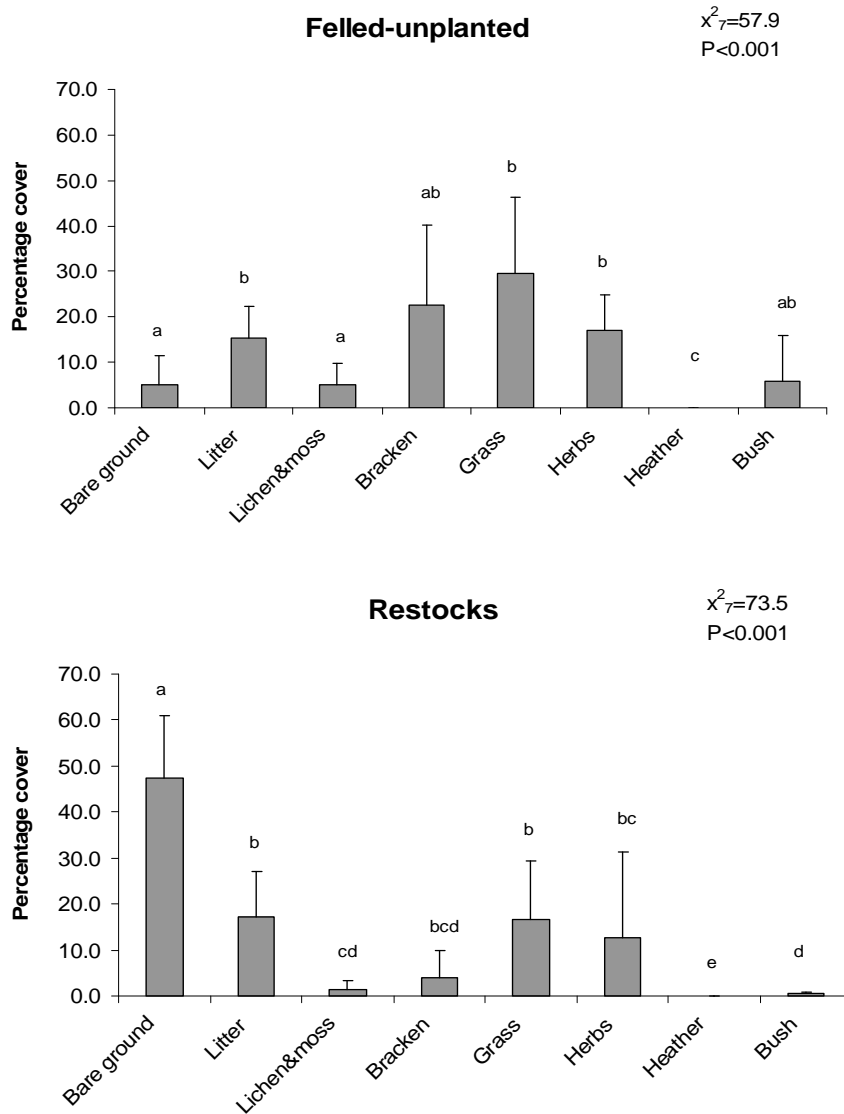 Felled-unplanted
x²₇=57.9
P<0.001
Percentage cover
70.0
60.0
50.0
40.0
30.0
20.0
10.0
0.0
a
b
a
ab
b
b
c
ab
Bare ground
Litter
Lichen&moss
Bracken
Grass
Herbs
Heather
Bush
Restocks
x²₇=73.5
P<0.001
Percentage cover
70.0
60.0
50.0
40.0
30.0
20.0
10.0
0.0
a
b
cd
bcd
b
bc
e
d
Bare ground
Litter
Lichen&moss
Bracken
Grass
Herbs
Heather
Bush